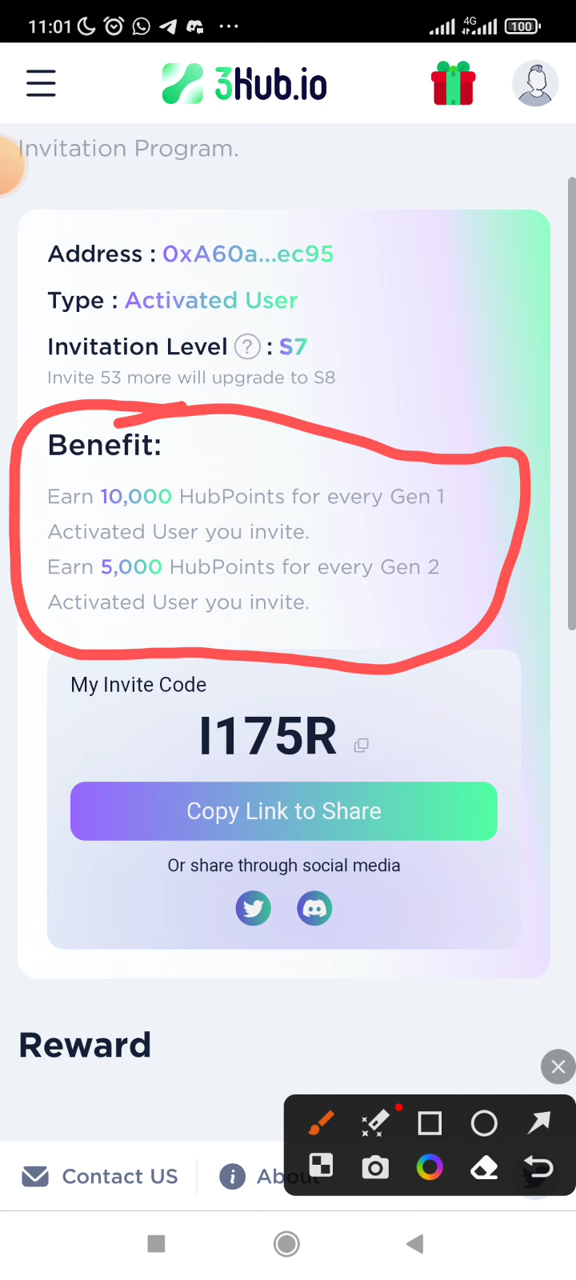 11:01
4G
100
3Hub.io
Invitation Program.
Address : 0xA60a...ec95
Type : Activated User
Invitation Level ? : S7
Invite 53 more will upgrade to S8
Benefit:
Earn 10,000 HubPoints for every Gen 1
Activated User you invite.
Earn 5,000 HubPoints for every Gen 2
Activated User you invite.
My Invite Code
I175R
Copy Link to Share
Or share through social media
Reward
Contact US
About